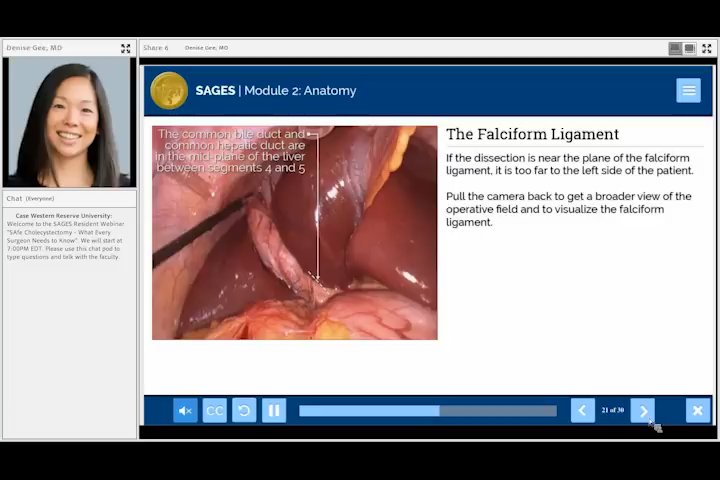 Denise Gee, MD
Share 6
Denise Gee, MD
SAGES | Module 2: Anatomy
The common bile duct and
common hepatic duct are
in the mid-plane of the liver
between segments 4 and 5
The Falciform Ligament
If the dissection is near the plane of the falciform
ligament, it is too far to the left side of the patient.
Pull the camera back to get a broader view of the
operative field and to visualize the falciform
ligament.
Chat (Everyone)
Case Western Reserve University:
Welcome to the SAGES Resident Webinar
"SAfe Cholecystectomy - What Every
Surgeon Needs to Know". We will start at
7:00PM EDT. Please use this chat pod to
type questions and talk with the faculty.
CC
21 of 30